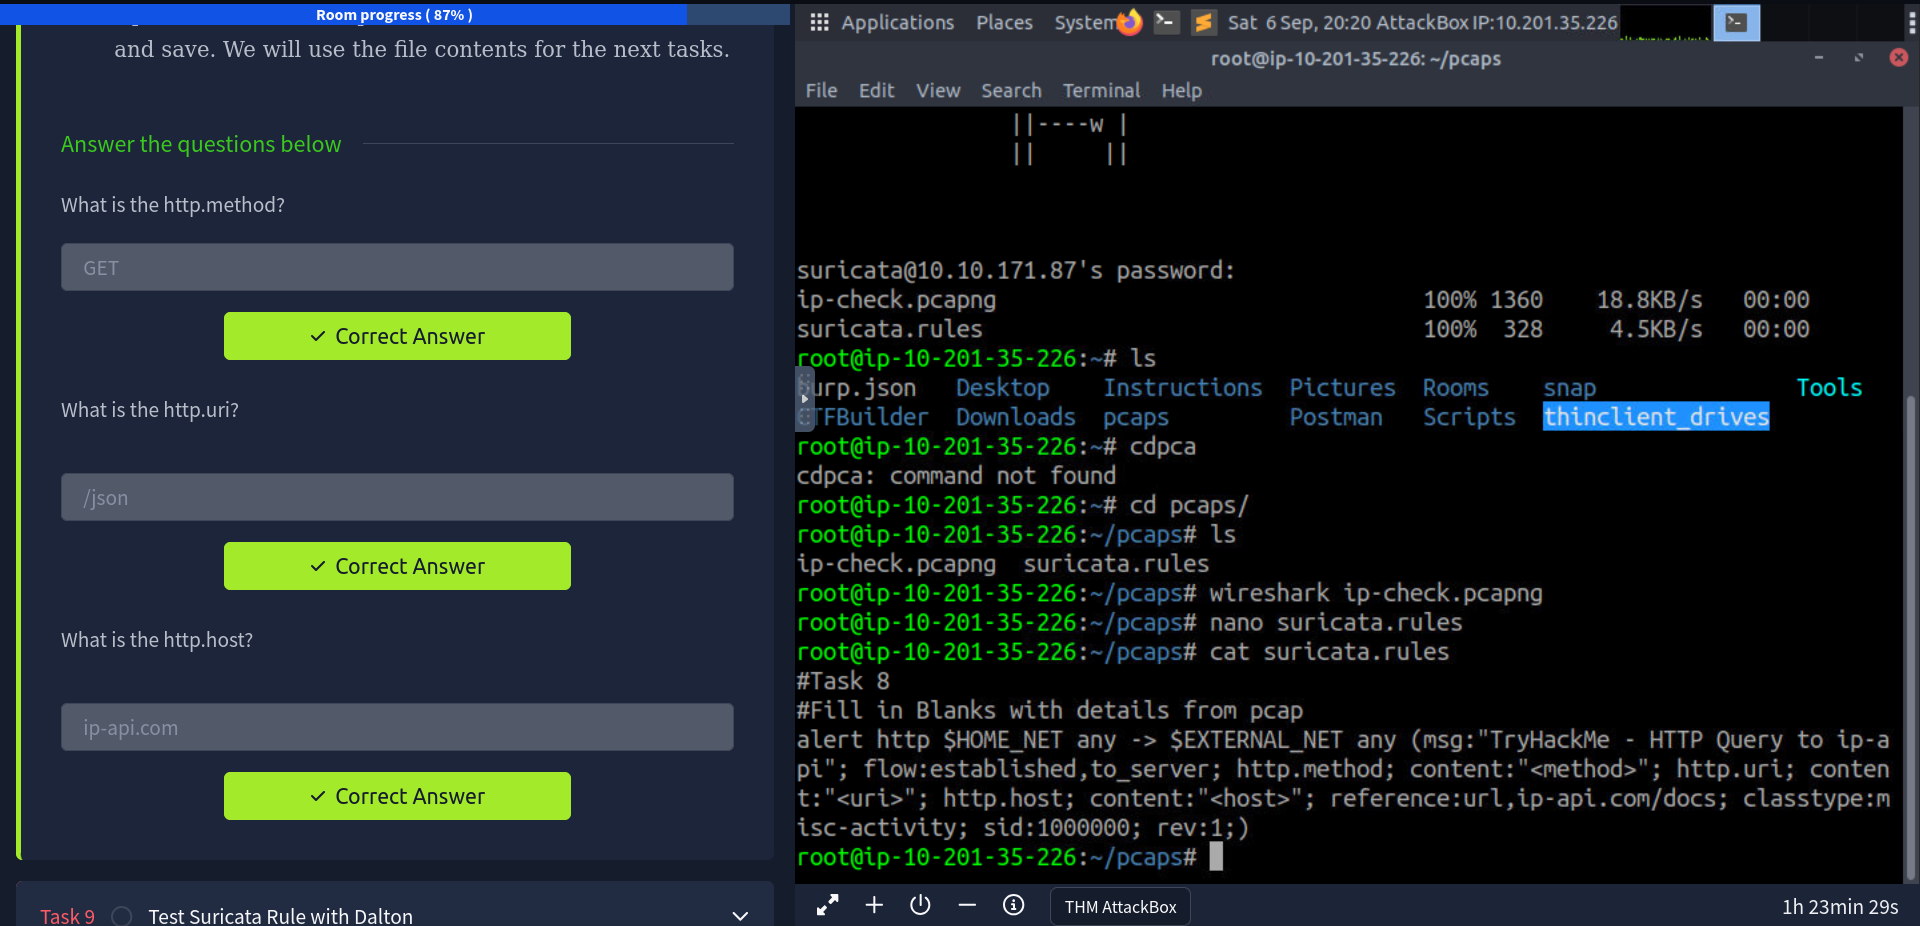 Room progress ( 87% )
and save. We will use the file contents for the next tasks.
Answer the questions below
What is the http.method?
GET
✓ Correct Answer
What is the http.uri?
/json
✓ Correct Answer
What is the http.host?
ip-api.com
✓ Correct Answer
Task 9 Test Suricata Rule with Dalton
Applications Places System Sat 6 Sep, 20:20 AttackBox IP:10.201.35.226
root@ip-10-201-35-226: ~/pcaps
File Edit View Search Terminal Help
||----w |
|| ||
suricata@10.10.171.87's password:
ip-check.pcapng 100% 1360 18.8KB/s 00:00
suricata.rules 100% 328 4.5KB/s 00:00
root@ip-10-201-35-226:~# ls
burp.json Desktop Instructions Pictures Rooms snap Tools
CTFBuilder Downloads pcaps Postman Scripts thinclient_drives
root@ip-10-201-35-226:~# cdpca
cdpca: command not found
root@ip-10-201-35-226:~# cd pcaps/
root@ip-10-201-35-226:~/pcaps# ls
ip-check.pcapng suricata.rules
root@ip-10-201-35-226:~/pcaps# wireshark ip-check.pcapng
root@ip-10-201-35-226:~/pcaps# nano suricata.rules
root@ip-10-201-35-226:~/pcaps# cat suricata.rules
#Task 8
#Fill in Blanks with details from pcap
alert http $HOME_NET any -> $EXTERNAL_NET any (msg:"TryHackMe - HTTP Query to ip-a
pi"; flow:established,to_server; http.method; content:"<method>"; http.uri; conten
t:"<uri>"; http.host; content:"<host>"; reference:url,ip-api.com/docs; classtype:m
isc-activity; sid:1000000; rev:1;)
root@ip-10-201-35-226:~/pcaps#
THM AttackBox
1h 23min 29s